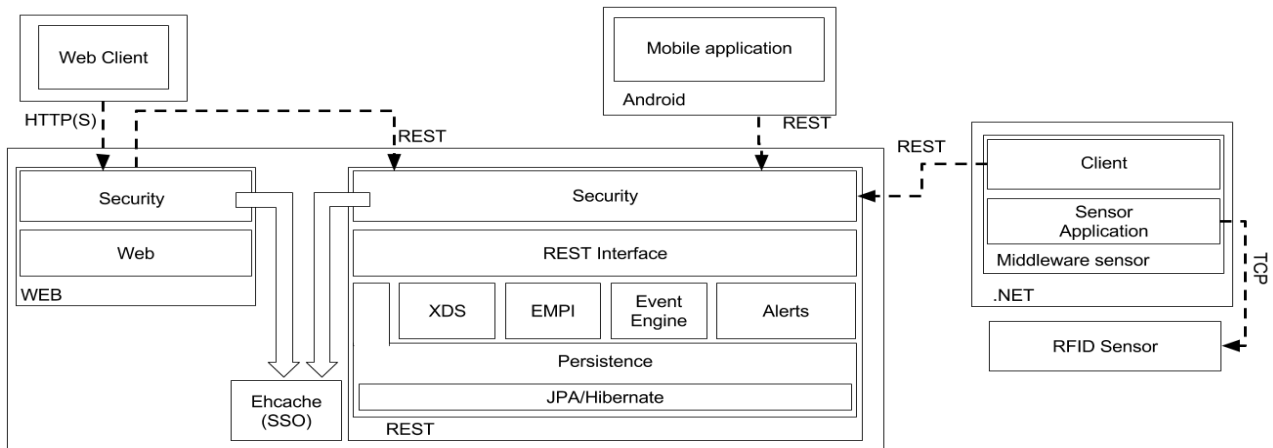 Web Client
Mobile application
Android
HTTP(S)
REST
REST
REST
Client
Sensor
Application
Middleware sensor
.NET
TCP
RFID Sensor
Security
Web
WEB
Security
REST Interface
XDS
EMPI
Event
Engine
Alerts
Persistence
JPA/Hibernate
REST
Ehcache
(SSO)